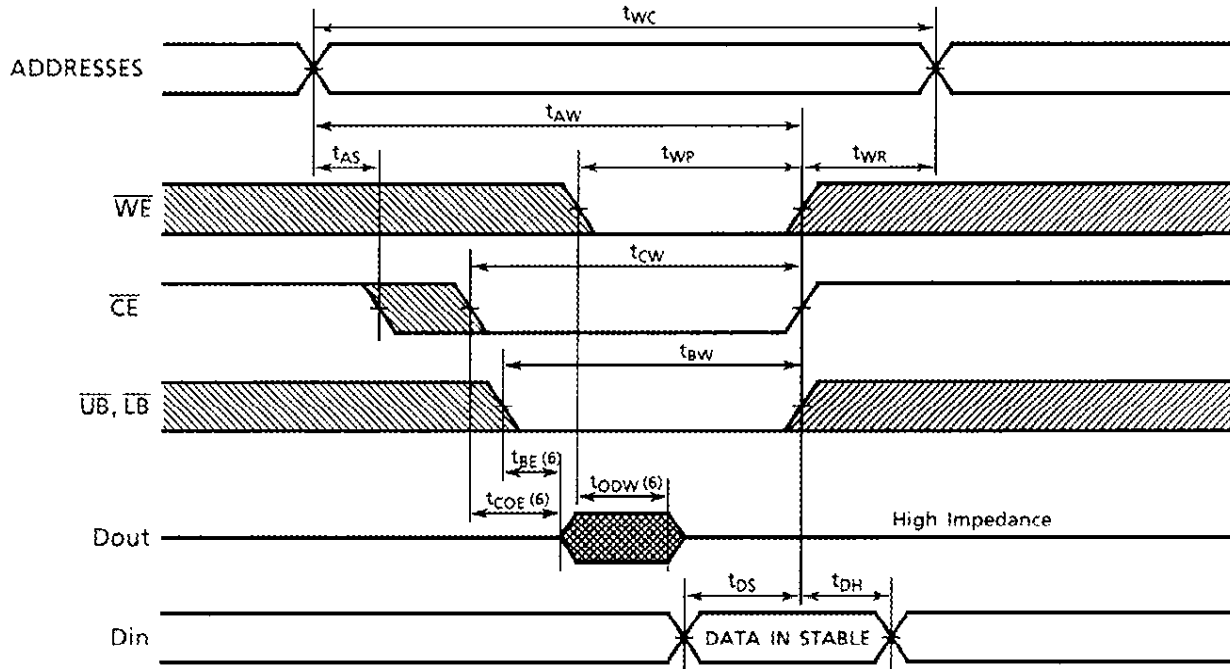 tWC
ADDRESSES
tAW
tAS
tWP
tWR
WE
tCW
CE
tBW
UB, LB
tBE (6)
tODW (6)
tCOE (6)
High Impedance
Dout
tDS
tDH
Din
DATA IN STABLE